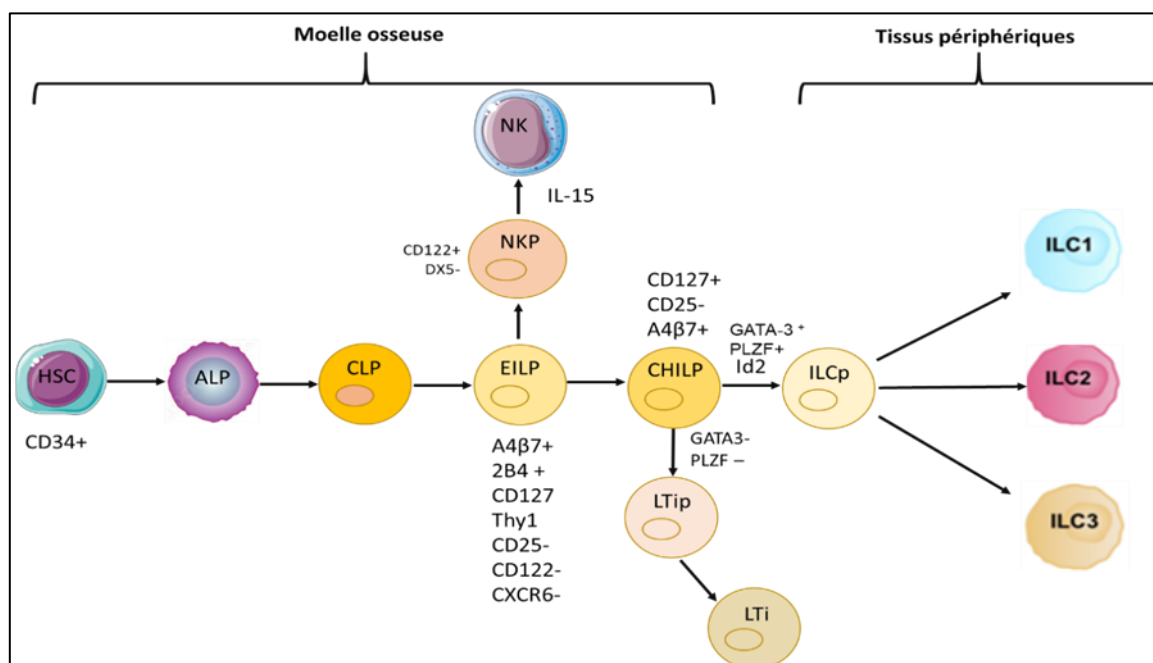 Moelle osseuse
Tissus périphériques
NK
IL-15
NKP
CD122+
DX5-
CD127+
CD25-
A4β7+
GATA-3 +
PLZF+
Id2
HSC
CD34+
ALP
CLP
EILP
A4β7+
2B4 +
CD127
Thy1
CD25-
CD122-
CXCR6-
CHILP
GATA3-
PLZF –
LTip
LTi
ILCp
ILC1
ILC2
ILC3